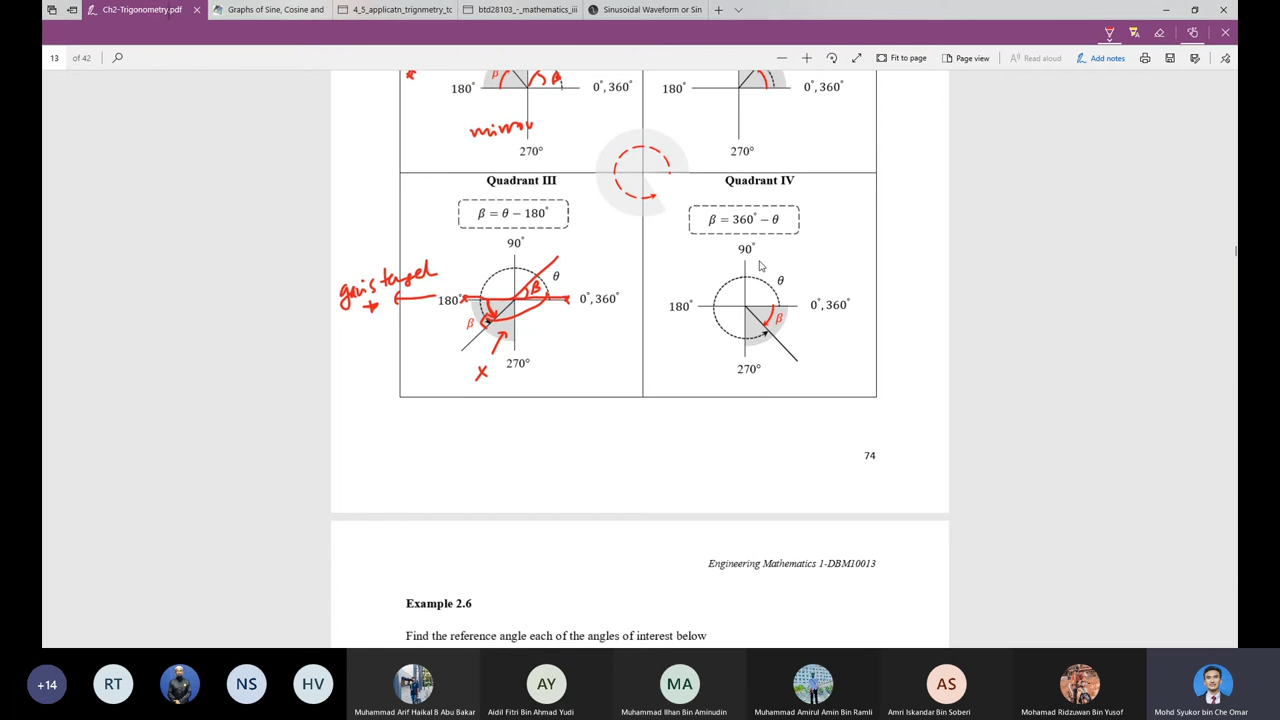 Ch2-Trigonometry.pdf
Graphs of Sine, Cosine and
4_5_applicatn_trignmetry_tc
btd28103_-_mathematics_iii
Sinusoidal Waveform or Sin
13 of 42
Fit to page
Page view
Read aloud
Add notes
β β
180° 0°, 360° 180° 0°, 360°
mirror
270° 270°
Quadrant III Quadrant IV
β = θ − 180° β = 360° − θ
90° 90°
θ θ
β
180° 0°, 360° 180° 0°, 360°
β β
x
270° 270°
74
Engineering Mathematics 1-DBM10013
Example 2.6
Find the reference angle each of the angles of interest below
+14 RT NS HV AY MA AS
Muhammad Arif Haikal B Abu Bakar
Aidil Fitri Bin Ahmad Yudi
Muhammad Ilhan Bin Aminudin
Muhammad Amirul Amin Bin Ramli
Amri Iskandar Bin Soberi
Mohamad Ridzuwan Bin Yusof
Mohd Syukor bin Che Omar